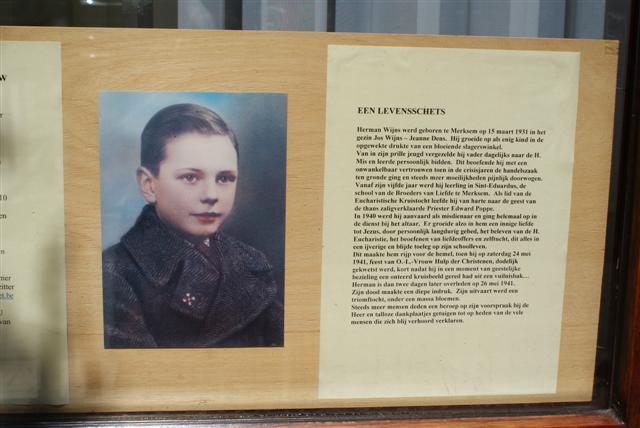 W
r
10
en
n
mer
itter
et.be
U
van
EEN LEVENSSCHETS
Herman Wijns werd geboren te Merksem op 15 maart 1931 in het
gezin Jos Wijns – Jeanne Dens. Hij groeide op als enig kind in de
opgewekte drukte van een bloeiende slagerswinkel.
Van in zijn prille jeugd vergezelde hij vader dagelijks naar de H.
Mis en leerde persoonlijk bidden. Dit beoefende hij met een
onwankelbaar vertrouwen toen in de crisisjaren de handelszaak
ten gronde ging en steeds meer moeilijkheden pijnlijk doorwogen.
Vanaf zijn vijfde jaar werd hij leerling in Sint-Eduardus, de
school van de Broeders van Liefde te Merksem. Als lid van de
Eucharistische Kruistocht leefde hij van harte naar de geest van
de thans zaligverklaarde Priester Edward Poppe.
In 1940 werd hij aanvaard als misdienaar en ging helemaal op in
de dienst bij het altaar. Er groeide alzo in hem een innige liefde
tot Jezus, door persoonlijk langdurig gebed, het beleven van de H.
Eucharistie, het beoefenen van liefdeoffers en zelftucht, dit alles in
een ijverige en blijde toeleg op zijn schoolleven.
Dit maakte hem rijp voor de hemel, toen hij op zaterdag 24 mei
1941, feest van O.-L.-Vrouw Hulp der Christenen, dodelijk
gekwetst werd, kort nadat hij in een moment van geestelijke
bezieling een onteerd kruisbeeld gered had uit een vuilnisbak…
Herman is dan twee dagen later overleden op 26 mei 1941.
Zijn dood maakte een diepe indruk. Zijn uitvaart werd een
triomftocht, onder een massa bloemen.
Steeds meer mensen deden een beroep op zijn voorspraak bij de
Heer en talloze dankplaatjes getuigen tot op heden van de vele
mensen die zich blij verhoord verklaren.